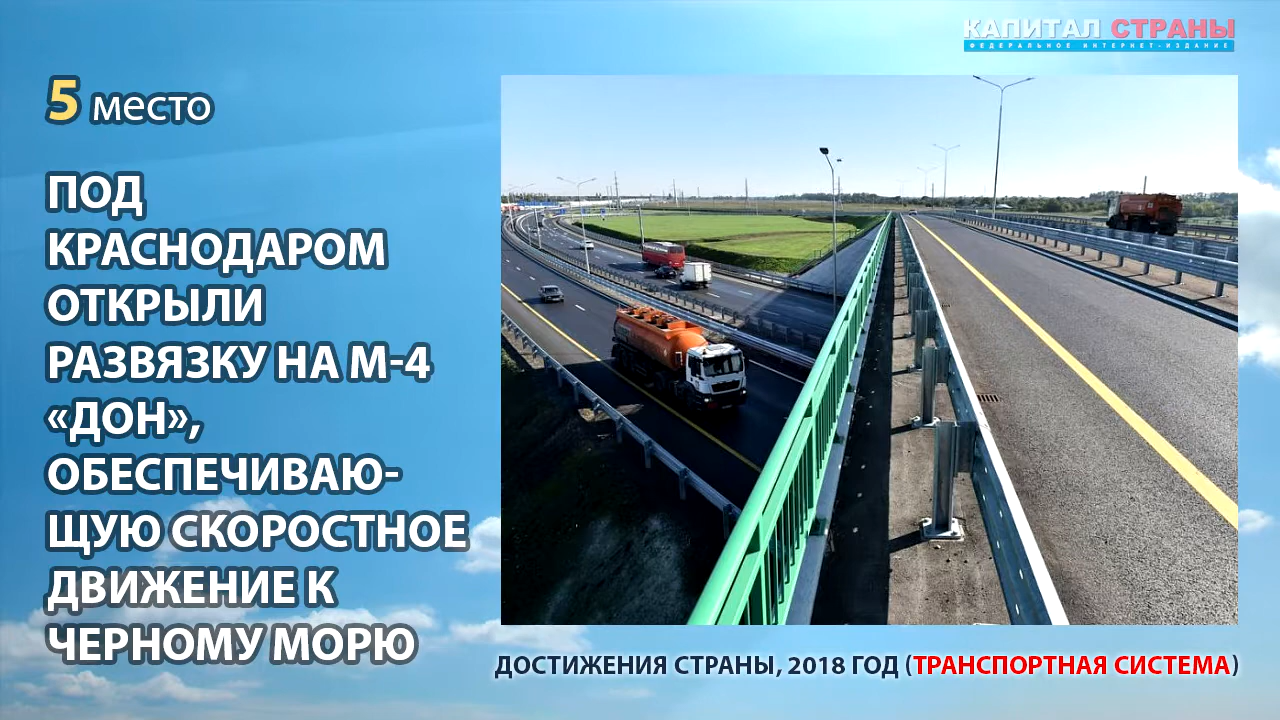 КАПИТАЛ СТРАНЫ
ФЕДЕРАЛЬНОЕ ИНТЕРНЕТ-ИЗДАНИЕ
5 место
ПОД
КРАСНОДАРОМ
ОТКРЫЛИ
РАЗВЯЗКУ НА М-4
«ДОН»,
ОБЕСПЕЧИВАЮ-
ЩУЮ СКОРОСТНОЕ
ДВИЖЕНИЕ К
ЧЕРНОМУ МОРЮ
ДОСТИЖЕНИЯ СТРАНЫ, 2018 ГОД (ТРАНСПОРТНАЯ СИСТЕМА)